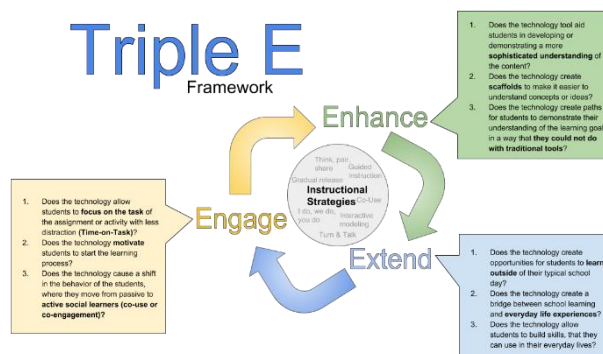 Triple E
Framework
1. Does the technology tool aid
students in developing or
demonstrating a more
sophisticated understanding of
the content?
2. Does the technology create
scaffolds to make it easier to
understand concepts or ideas?
3. Does the technology create paths
for students to demonstrate their
understanding of the learning goal
in a way that they could not do
with traditional tools?
Enhance
Think, pair,
share
Guided
Instruction
Gradual release
Instructional
Strategies
Co-Use
I do, we do,
you do
Interactive
modeling
Turn & Talk
Engage
1. Does the technology allow
students to focus on the task of
the assignment or activity with less
distraction (Time-on-Task)?
2. Does the technology motivate
students to start the learning
process?
3. Does the technology cause a shift
in the behavior of the students,
where they move from passive to
active social learners (co-use or
co-engagement)?
Extend
1. Does the technology create
opportunities for students to learn
outside of their typical school
day?
2. Does the technology create a
bridge between school learning
and everyday life experiences?
3. Does the technology allow
students to build skills, that they
can use in their everyday lives?